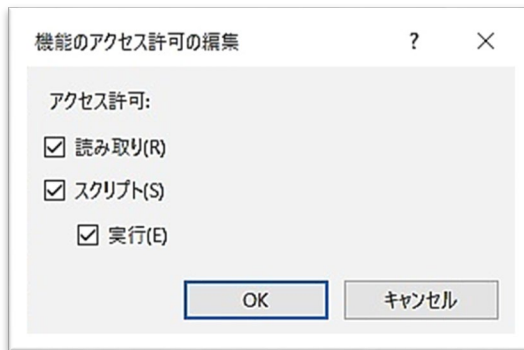 機能のアクセス許可の編集 ?
アクセス許可:
読み取り(R)
スクリプト(S)
実行(E)
OK キャンセル